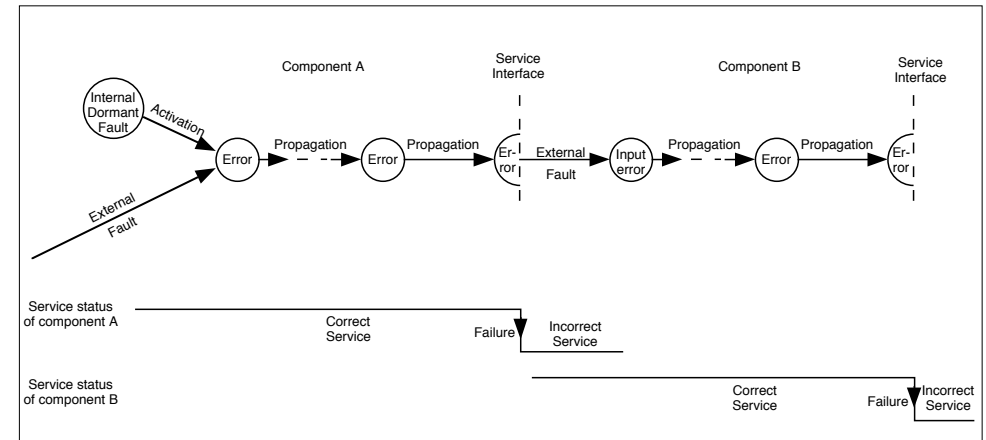 Component A
Service
Interface
Component B
Service
Interface
Internal
Dormant
Fault
Activation
Error
Propagation
Error
Propagation
Er-
ror
External
Fault
Input
error
Propagation
Error
Propagation
Er-
ror
External
Fault
Service status
of component A
Correct
Service
Failure
Incorrect
Service
Service status
of component B
Correct
Service
Failure
Incorrect
Service